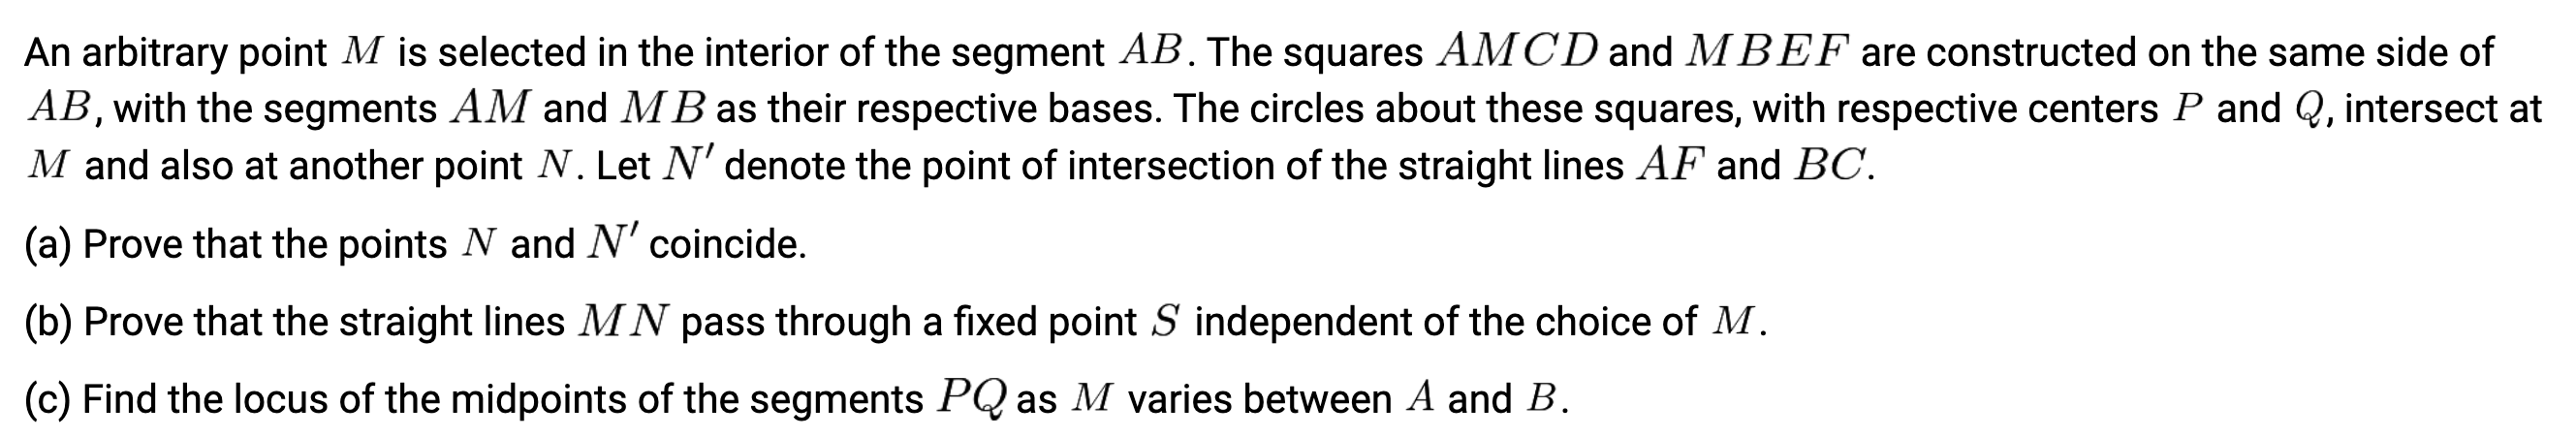 An arbitrary point M is selected in the interior of the segment AB. The squares AMCD and MBEF are constructed on the same side of
AB, with the segments AM and MB as their respective bases. The circles about these squares, with respective centers P and Q, intersect at
M and also at another point N. Let N′ denote the point of intersection of the straight lines AF and BC.
(a) Prove that the points N and N′ coincide.
(b) Prove that the straight lines MN pass through a fixed point S independent of the choice of M.
(c) Find the locus of the midpoints of the segments PQ as M varies between A and B.